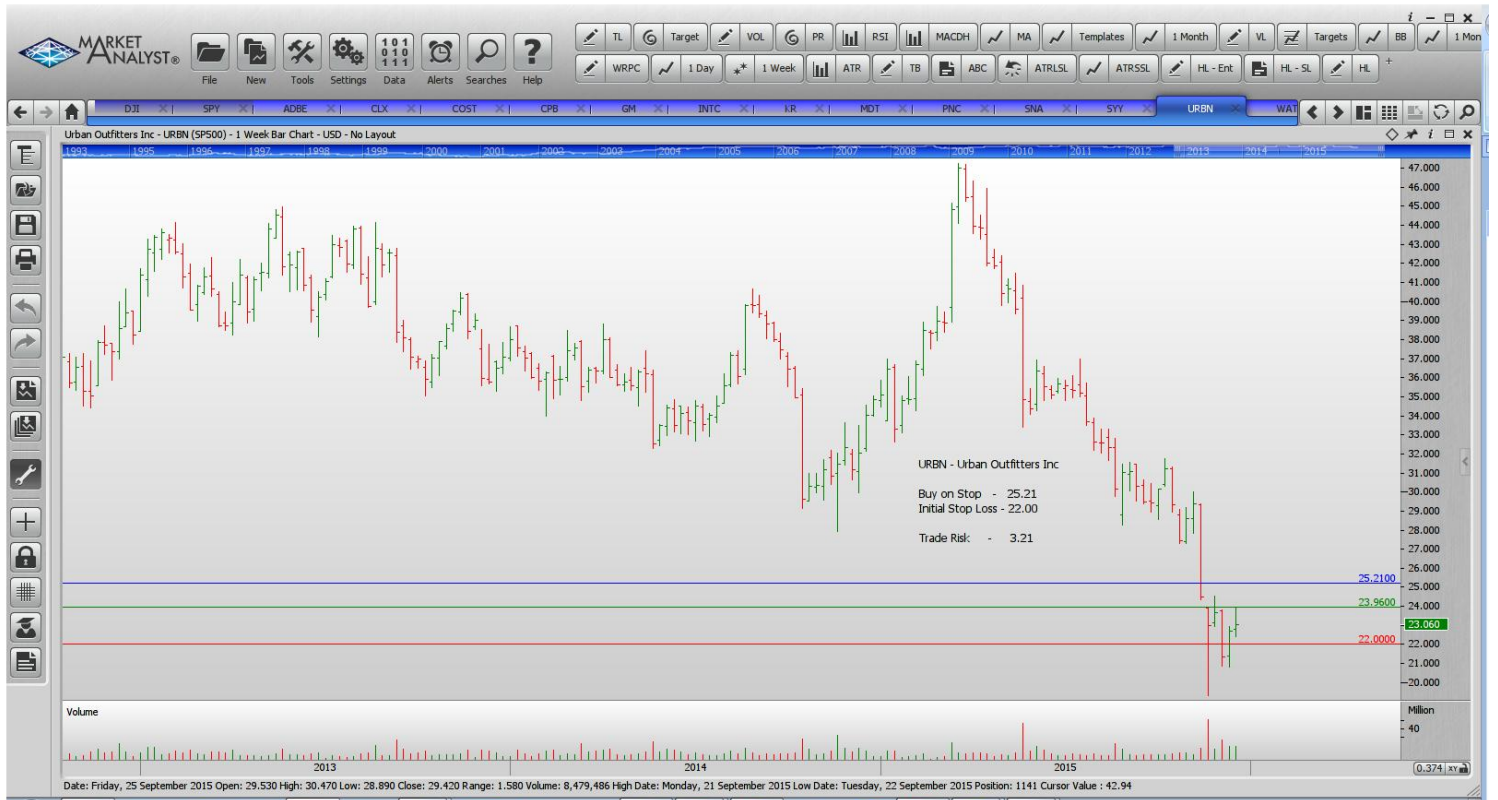 i
MARKET ANALYST®
File New Tools Settings Data Alerts Searches Help
TL Target VOL PR RSI MACDH MA Templates 1 Month VL Targets BB 1 Mon
WRPC 1 Day 1 Week ATR TB ABC ATRLSL ATRSSL HL - Ent HL - SL HL +
DJI SPY ADBE CLX COST CPB GM INTC KR MDT PNC SNA SYY URBN WAT
Urban Outfitters Inc - URBN (SP500) - 1 Week Bar Chart - USD - No Layout
1993 1995 1996 1997 1998 1999 2000 2001 2002 2003 2004 2005 2006 2007 2008 2009 2010 2011 2012 2013 2014 2015
47.000
46.000
45.000
44.000
43.000
42.000
41.000
40.000
39.000
38.000
37.000
36.000
35.000
34.000
33.000
32.000
31.000
30.000
29.000
28.000
27.000
26.000
25.000
24.000
23.060
22.000
21.000
20.000
URBN - Urban Outfitters Inc
Buy on Stop - 25.21
Initial Stop Loss - 22.00
Trade Risk - 3.21
25.2100
23.9600
22.0000
Volume
Million
40
2013 2014 2015
0.374 XY
Date: Friday, 25 September 2015 Open: 29.530 High: 30.470 Low: 28.890 Close: 29.420 Range: 1.580 Volume: 8,479,486 High Date: Monday, 21 September 2015 Low Date: Tuesday, 22 September 2015 Position: 1141 Cursor Value : 42.94